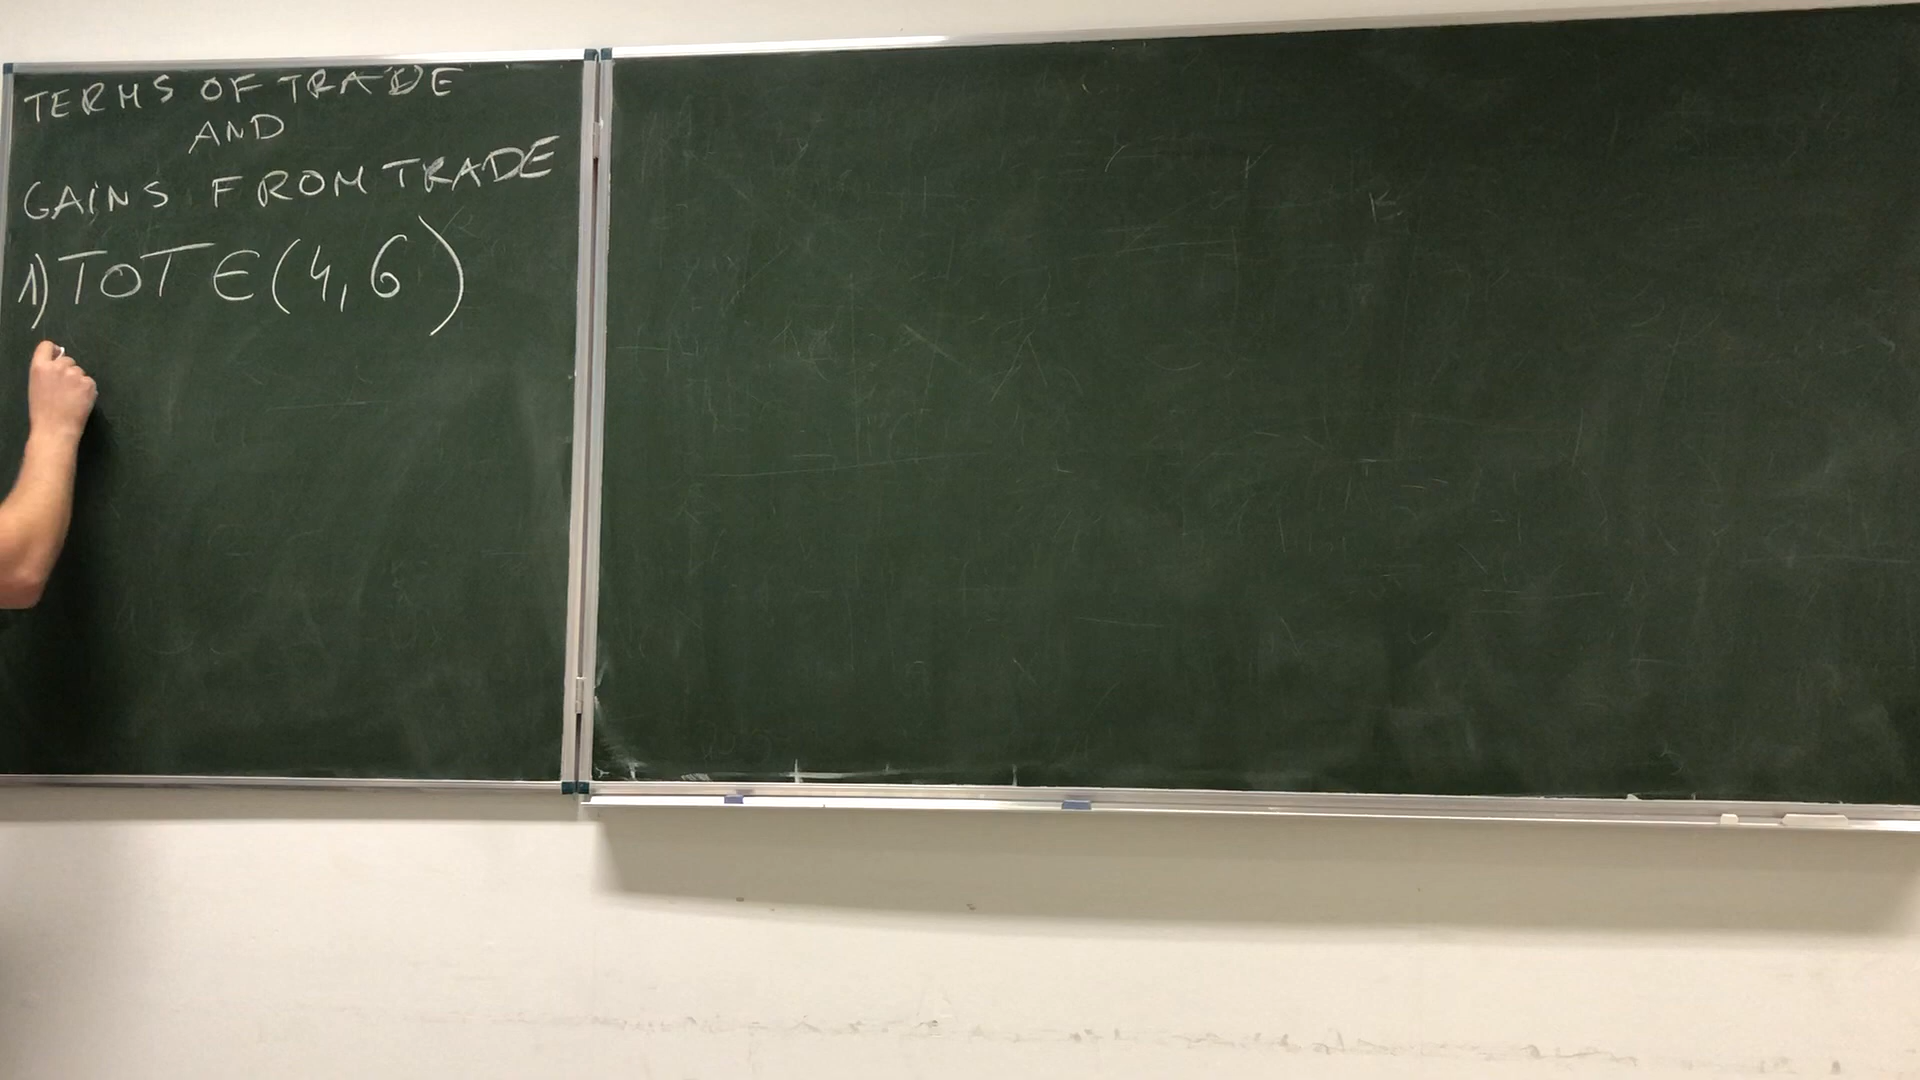 TERMS OF TRADE
AND
GAINS FROM TRADE
1) TOT ∈ (4,6)